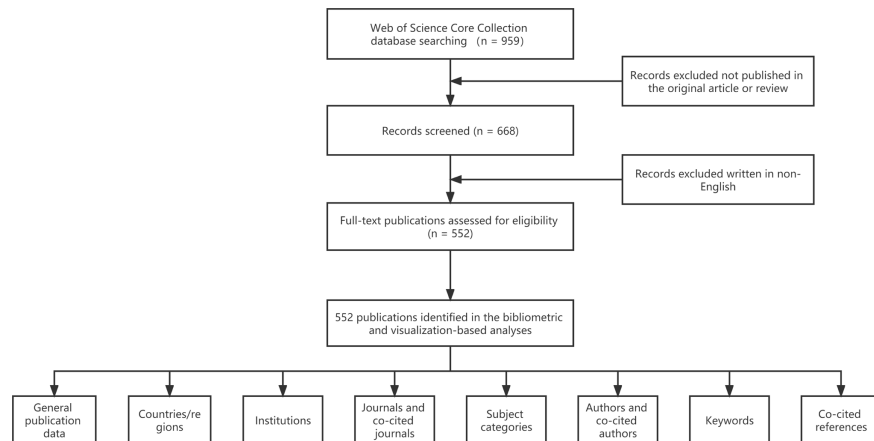 Web of Science Core Collection
database searching （n = 959)
Records excluded not published in
the original article or review
Records screened (n = 668)
Records excluded written in non-
English
Full-text publications assessed for eligibility
(n = 552)
552 publications identified in the bibliometric
and visualization-based analyses
General
publication
data
Countries/re
gions
Institutions
Journals and
co-cited
journals
Subject
categories
Authors and
co-cited
authors
Keywords
Co-cited
references